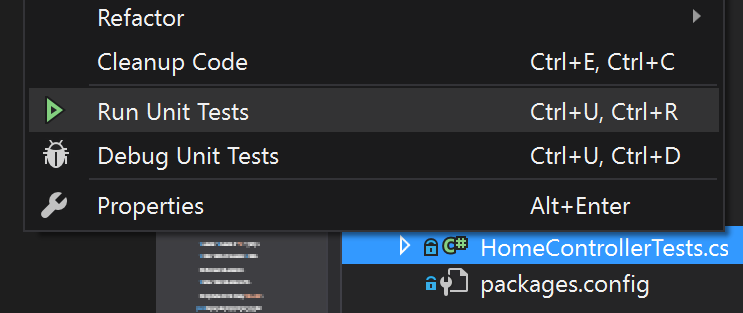 Refactor
Cleanup Code Ctrl+E, Ctrl+C
Run Unit Tests Ctrl+U, Ctrl+R
Debug Unit Tests Ctrl+U, Ctrl+D
Properties Alt+Enter
C# HomeControllerTests.cs
packages.config